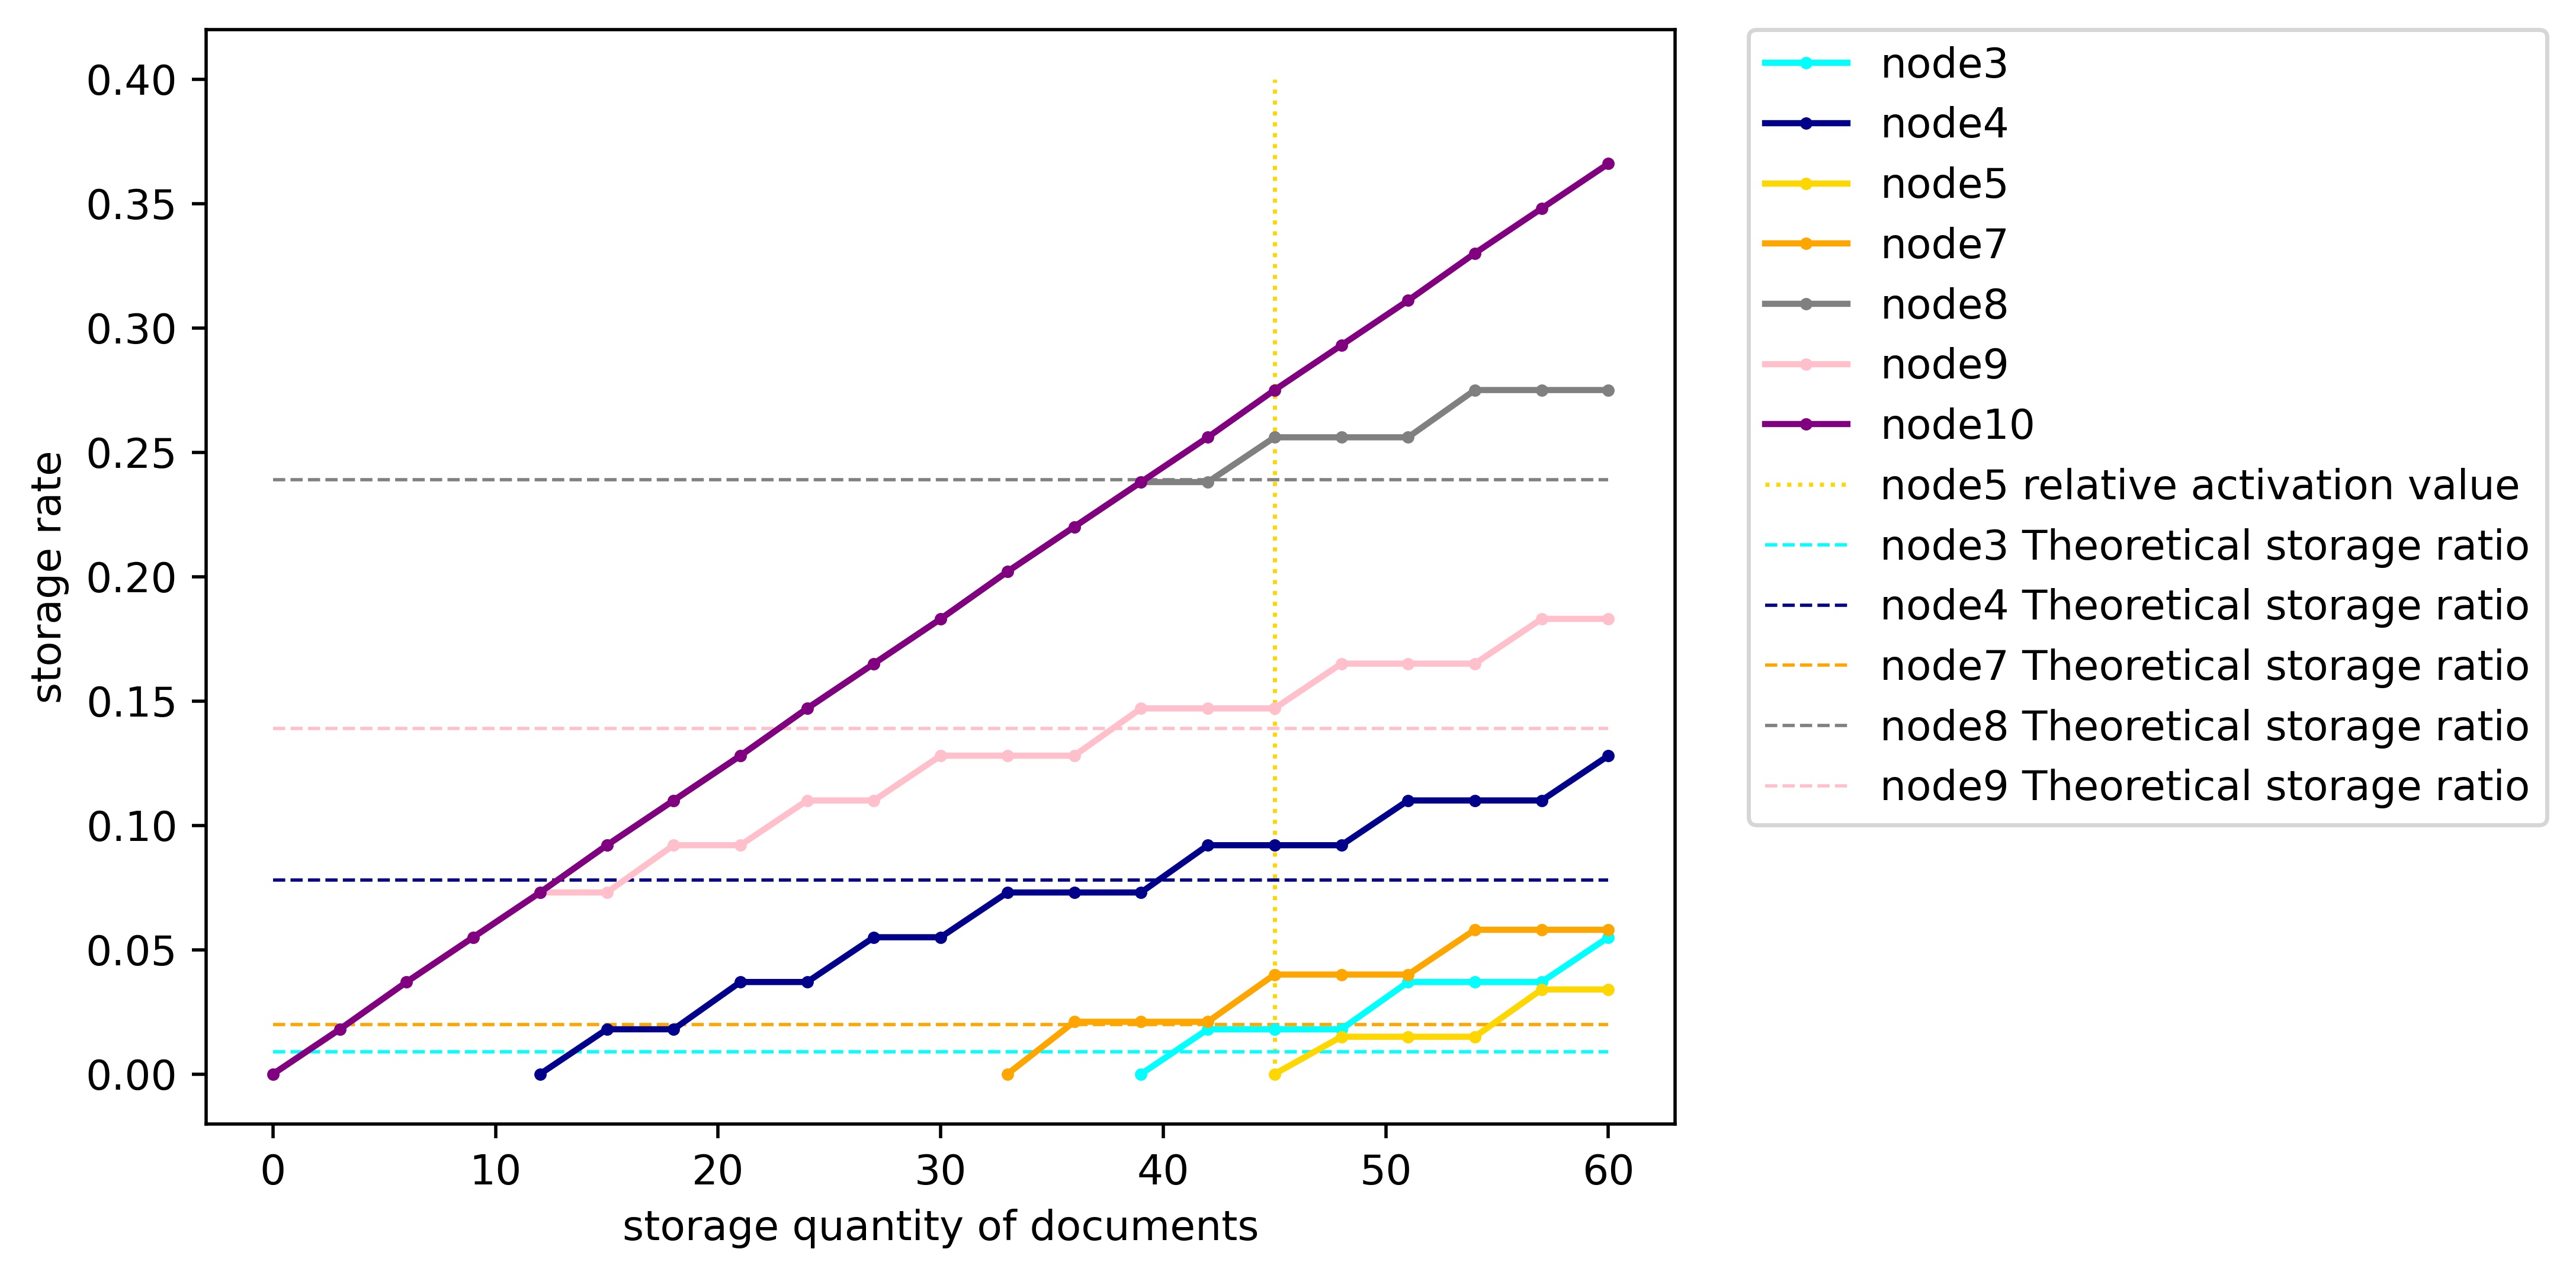 0.40
0.35
0.30
0.25
0.20
0.15
0.10
0.05
0.00
storage rate
0
10
20
30
40
50
60
storage quantity of documents
node3
node4
node5
node7
node8
node9
node10
node5 relative activation value
node3 Theoretical storage ratio
node4 Theoretical storage ratio
node7 Theoretical storage ratio
node8 Theoretical storage ratio
node9 Theoretical storage ratio